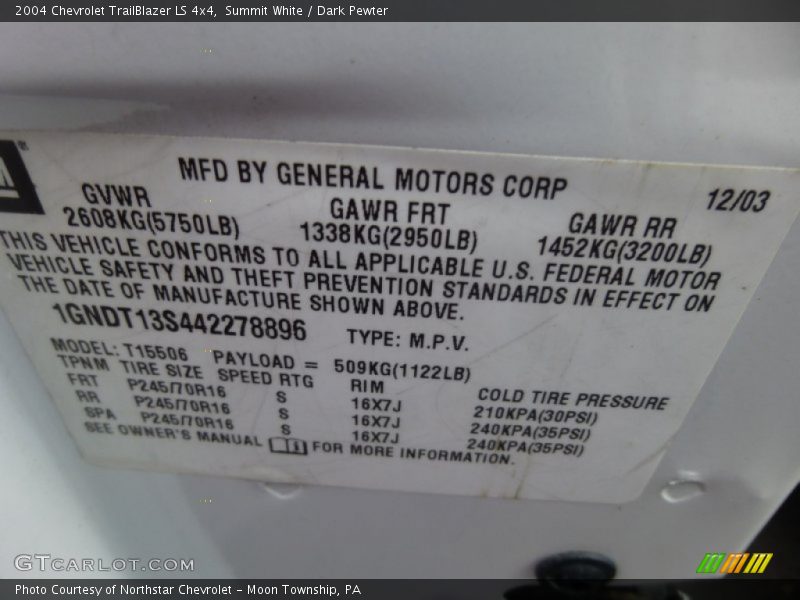 2004 Chevrolet TrailBlazer LS 4x4, Summit White / Dark Pewter
MFD BY GENERAL MOTORS CORP 12/03
GVWR GAWR FRT GAWR RR
2608KG(5750LB) 1338KG(2950LB) 1452KG(3200LB)
THIS VEHICLE CONFORMS TO ALL APPLICABLE U.S. FEDERAL MOTOR
VEHICLE SAFETY AND THEFT PREVENTION STANDARDS IN EFFECT ON
THE DATE OF MANUFACTURE SHOWN ABOVE.
1GNDT13S442278896 TYPE: M.P.V.
MODEL: T15506 PAYLOAD = 509KG(1122LB)
TPNM TIRE SIZE SPEED RTG RIM COLD TIRE PRESSURE
FRT P245/70R16 S 16X7J 210KPA(30PSI)
RR P245/70R16 S 16X7J 240KPA(35PSI)
SPA P245/70R16 S 16X7J 240KPA(35PSI)
SEE OWNER'S MANUAL FOR MORE INFORMATION.
GTCARLOT.COM
Photo Courtesy of Northstar Chevrolet - Moon Township, PA